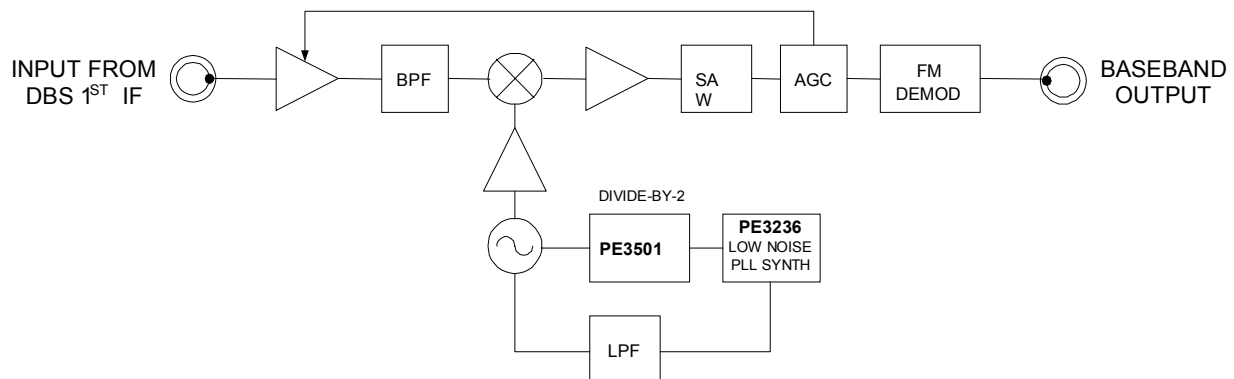 INPUT FROM
DBS 1ST IF
BPF
SA
W
AGC
FM
DEMOD
BASEBAND
OUTPUT
DIVIDE-BY-2
PE3501
PE3236
LOW NOISE
PLL SYNTH
LPF